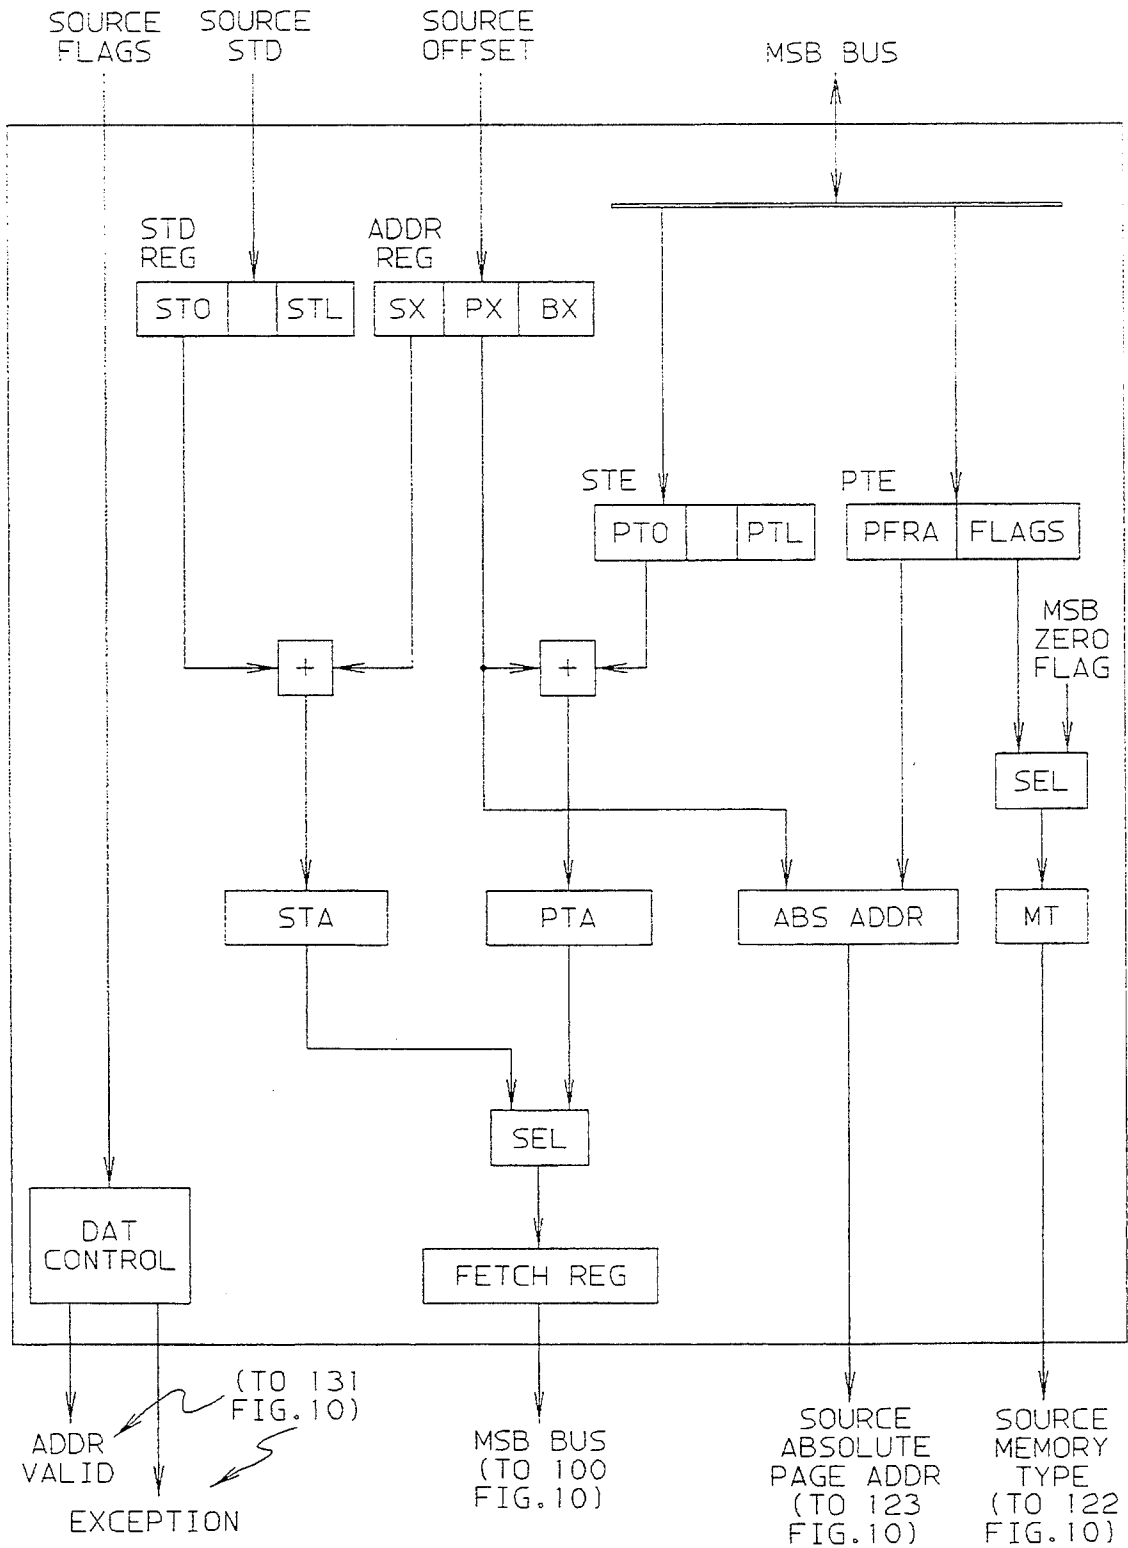 SOURCE
FLAGS
SOURCE
STD
SOURCE
OFFSET
MSB BUS
STD
REG
ADDR
REG
STO STL
SX PX BX
STE
PTE
PTO PTL
PFRA FLAGS
MSB
ZERO
FLAG
+
+
SEL
STA
PTA
ABS ADDR
MT
SEL
DAT
CONTROL
FETCH REG
(TO 131
FIG.10)
ADDR
VALID
EXCEPTION
MSB BUS
(TO 100
FIG.10)
SOURCE
ABSOLUTE
PAGE ADDR
(TO 123
FIG.10)
SOURCE
MEMORY
TYPE
(TO 122
FIG.10)